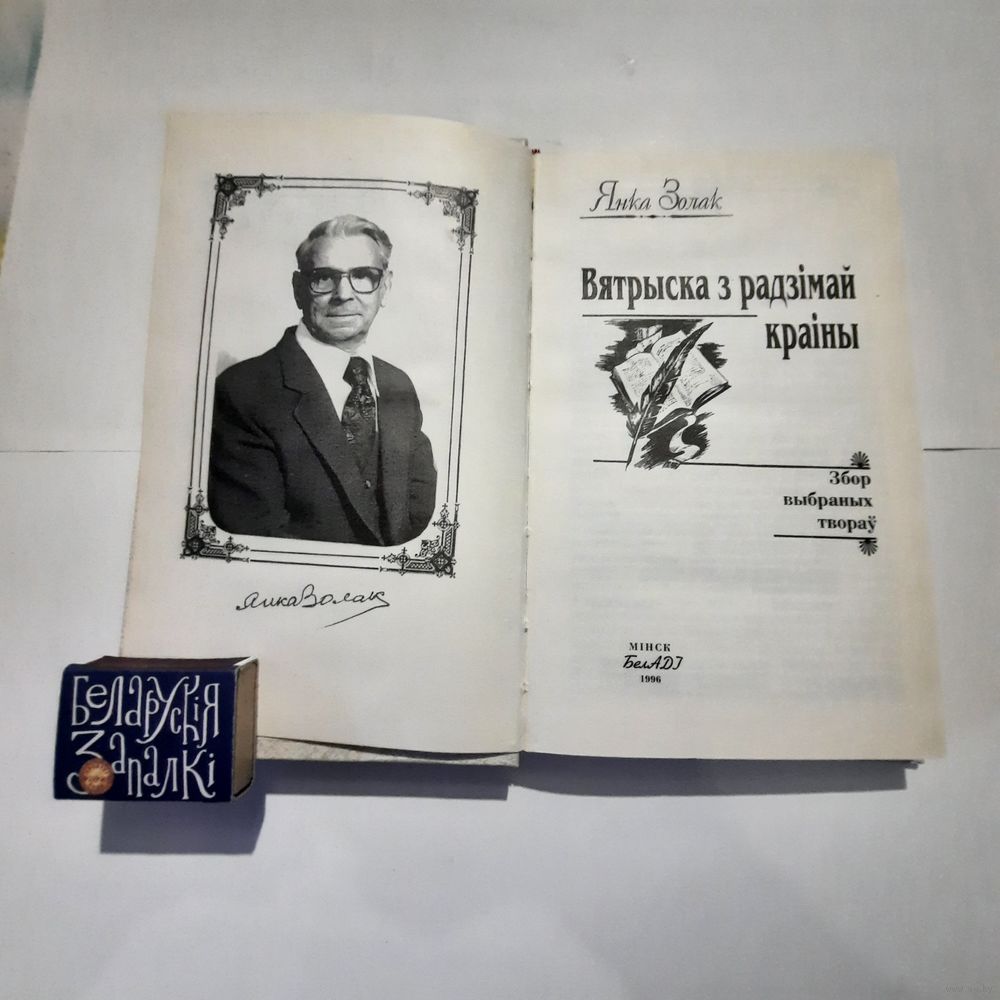 Янка Золак
Янка Золак
Вятрыска з радзімай
краіны
Збор
выбраных
твораў
МІНСК
БелАДІ
1996
Беларускія
Запалкі